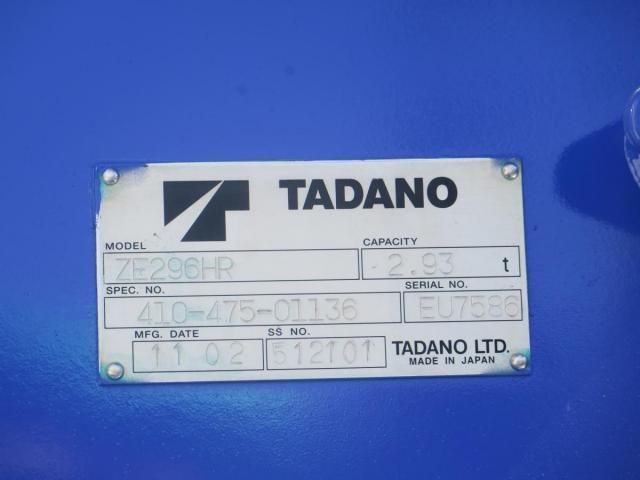 TADANO
MODEL CAPACITY
ZE296HR 2.93 t
SPEC. NO. SERIAL NO.
410-475-01136 EU7586
MFG. DATE SS NO.
11 02 512101 TADANO LTD.
MADE IN JAPAN